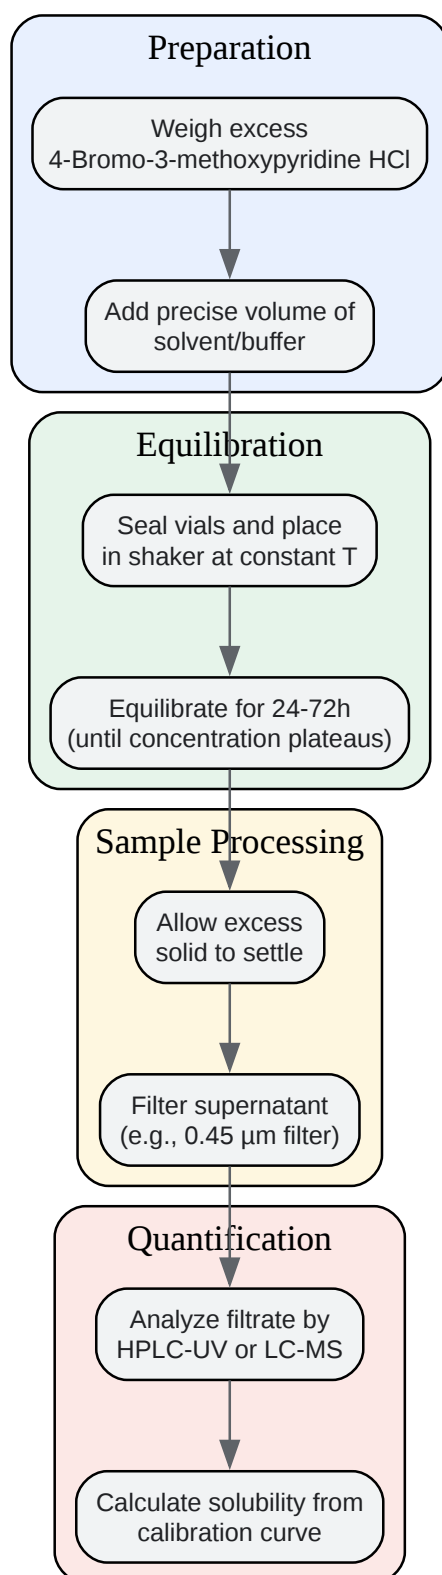 Preparation
Weigh excess
4-Bromo-3-methoxypyridine HCl
Add precise volume of
solvent/buffer
Equilibration
Seal vials and place
in shaker at constant T
Equilibrate for 24-72h
(until concentration plateaus)
Sample Processing
Allow excess
solid to settle
Filter supernatant
(e.g., 0.45 µm filter)
Quantification
Analyze filtrate by
HPLC-UV or LC-MS
Calculate solubility from
calibration curve